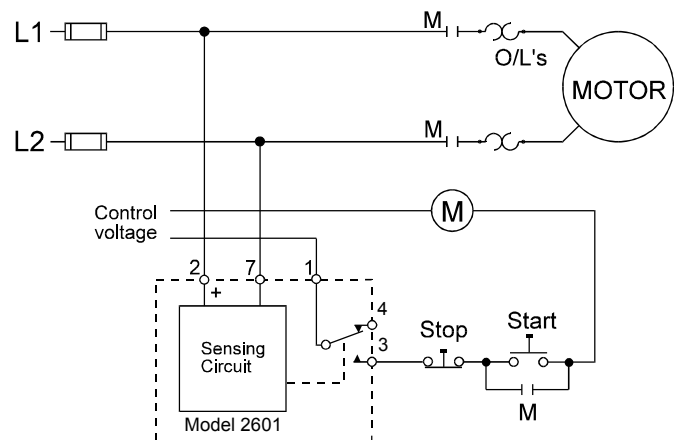 L1
M
O/L's
MOTOR
L2
M
Control
voltage
M
2
7
1
+
4
3
Stop
Start
Sensing
Circuit
M
Model 2601